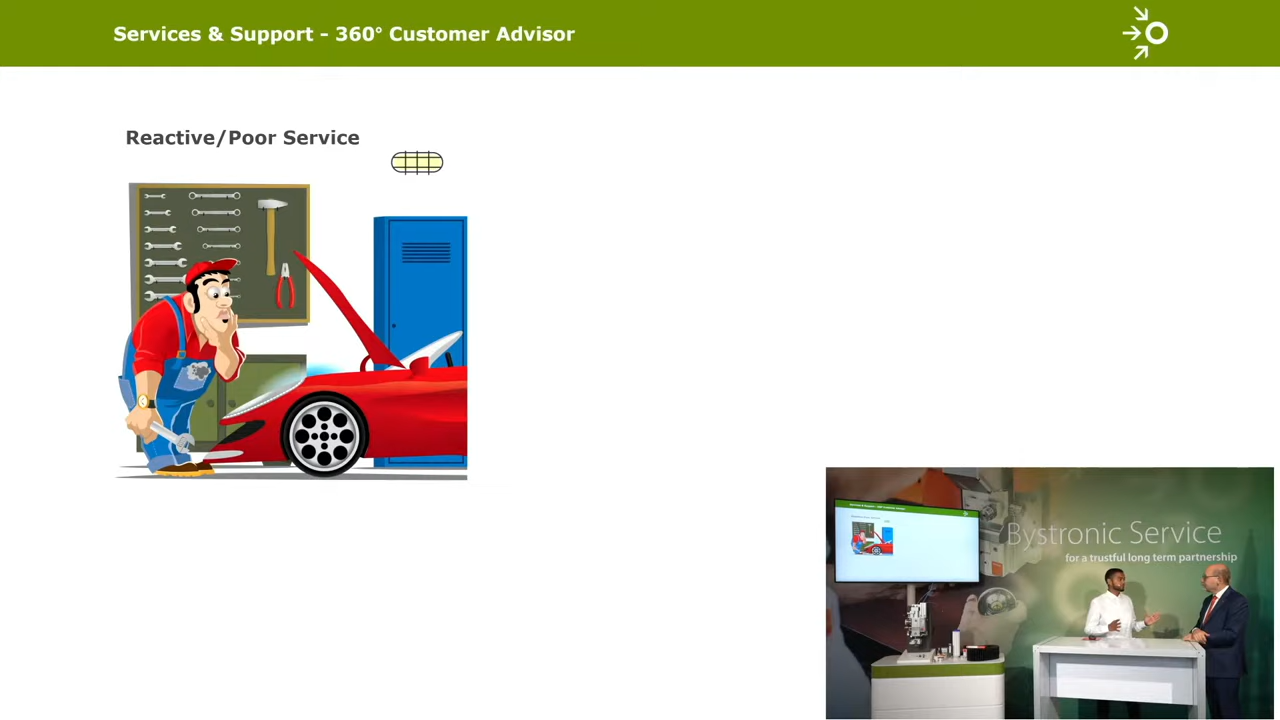 Services & Support - 360° Customer Advisor
Reactive/Poor Service
Bystronic Service
for a trustful long term partnership